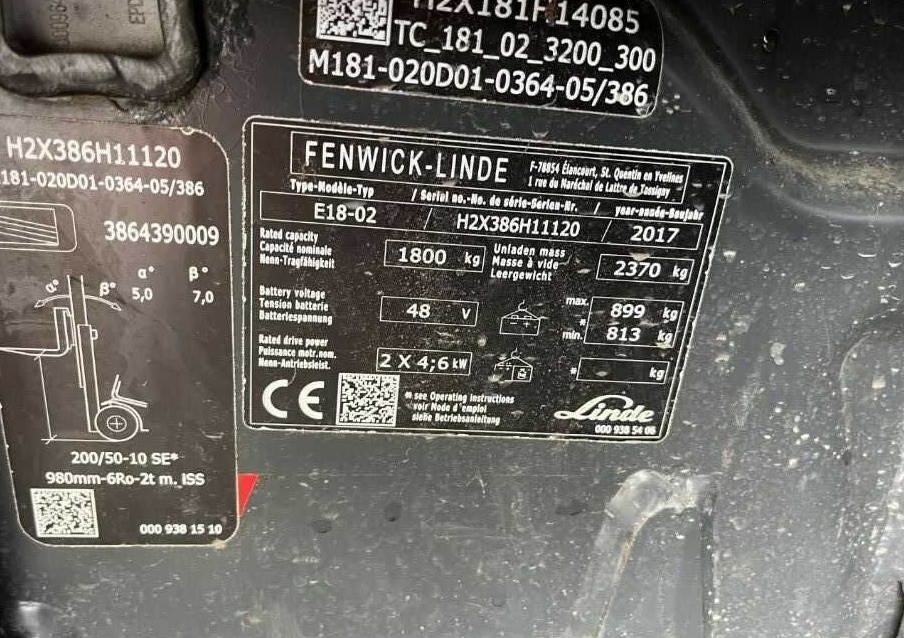 H2X181F14085
TC_181_02_3200_300
M181-020D01-0364-05/386
H2X386H11120
181-020D01-0364-05/386
3864390009
α° β°
5,0 7,0
α° β°
200/50-10 SE*
980mm-6Ro-2t m. ISS
000 938 15 10
FENWICK-LINDE
F-78854 Élancourt, St. Quentin en Yvelines
1 rue du Maréchal de Lattre de Tassigny
Type-Modèle-Typ / Serial no.-No. de série-Serien-Nr. / year-année-Baujahr
E18-02 / H2X386H11120 / 2017
Rated capacity
Capacité nominale
Nenn-Tragfähigkeit
1800 kg
Unladen mass
Masse à vide
Leergewicht
2370 kg
Battery voltage
Tension batterie
Batteriespannung
48 V
max. 899 kg
*
min. 813 kg
Rated drive power
Puissance motr.nom.
Nenn-Antriebsleist.
2 X 4;6 kW
* kg
CE
* see Operating instructions
voir Mode d'emploi
siehe Betriebsanleitung
Linde
000 938 54 06